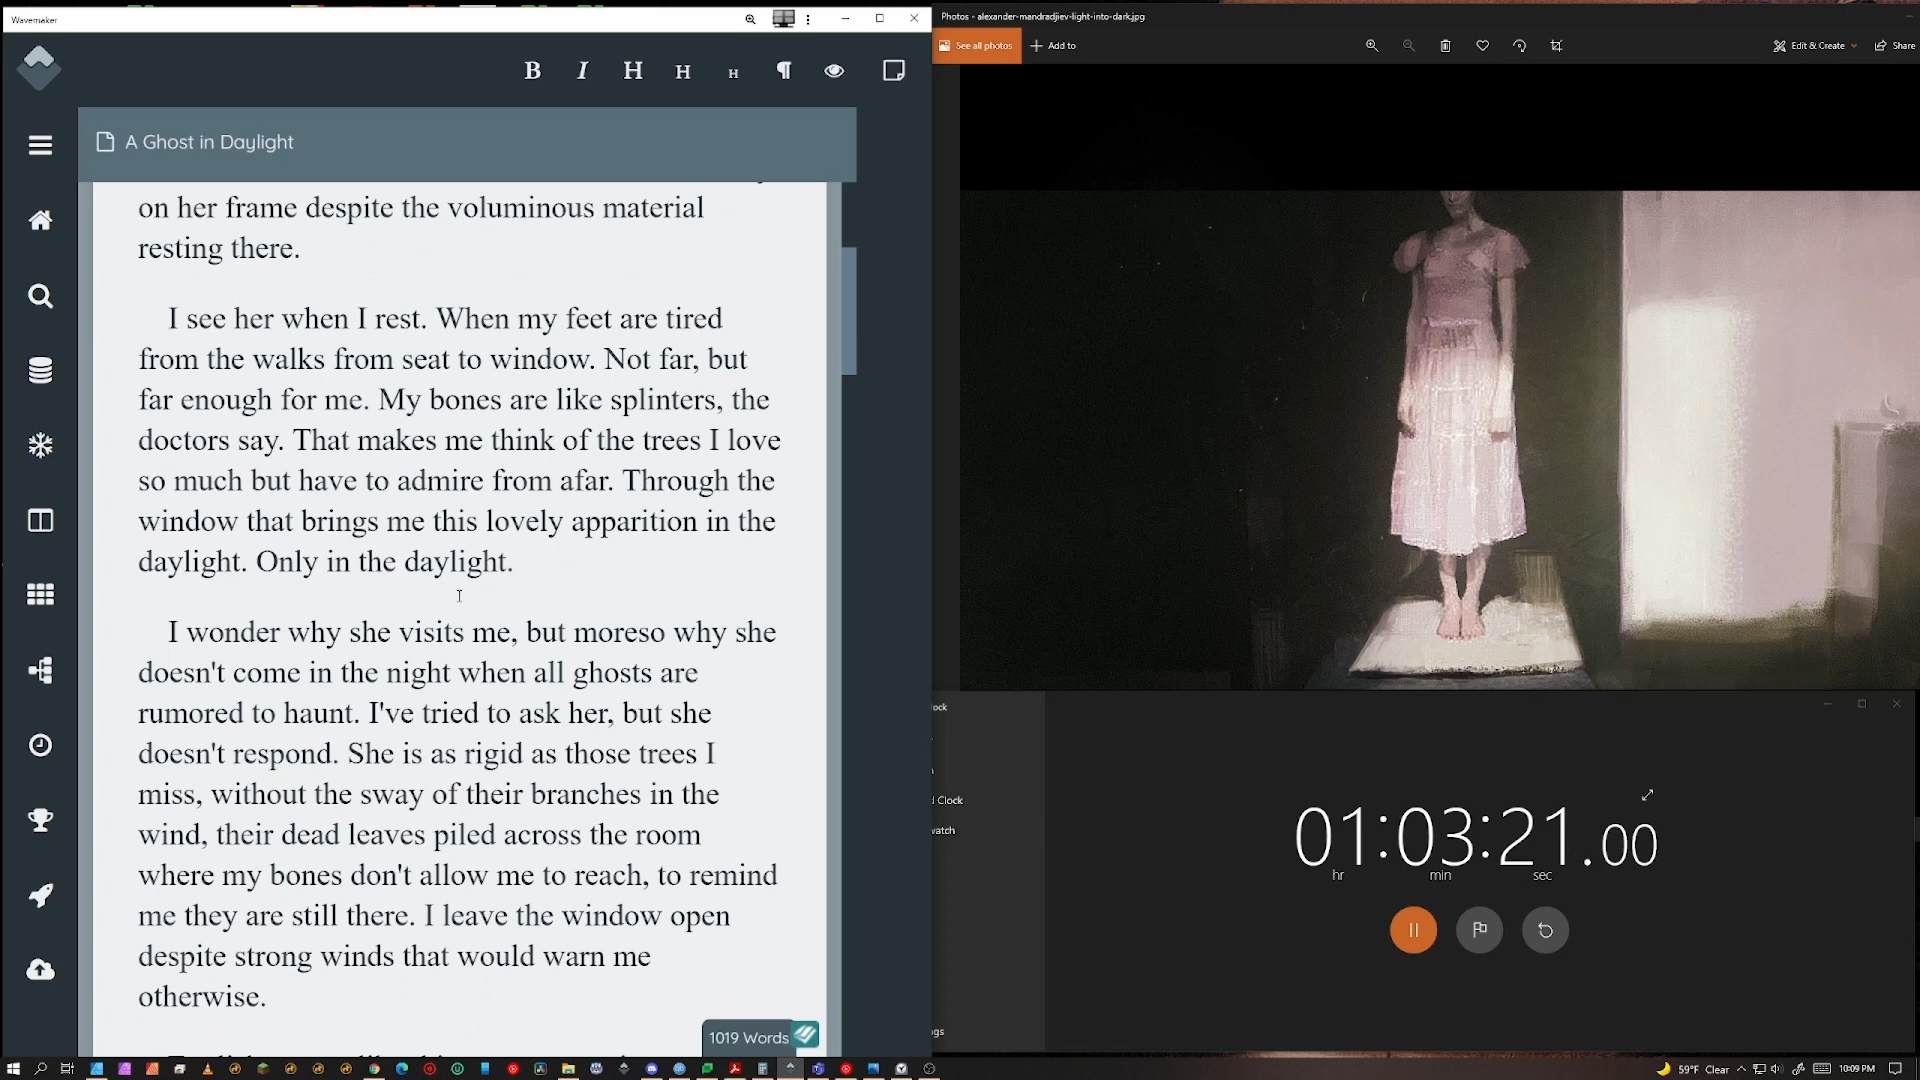 Wavemaker
B I H H H ¶
A Ghost in Daylight
on her frame despite the voluminous material
resting there.
I see her when I rest. When my feet are tired
from the walks from seat to window. Not far, but
far enough for me. My bones are like splinters, the
doctors say. That makes me think of the trees I love
so much but have to admire from afar. Through the
window that brings me this lovely apparition in the
daylight. Only in the daylight.
I wonder why she visits me, but moreso why she
doesn't come in the night when all ghosts are
rumored to haunt. I've tried to ask her, but she
doesn't respond. She is as rigid as those trees I
miss, without the sway of their branches in the
wind, their dead leaves piled across the room
where my bones don't allow me to reach, to remind
me they are still there. I leave the window open
despite strong winds that would warn me
otherwise.
1019 Words
Photos - alexander-mandradjiev-light-into-dark.jpg
See all photos
Add to
Edit & Create
Share
ock
d Clock
watch
ngs
01:03:21.00
hr min sec
59°F Clear
10:09 PM